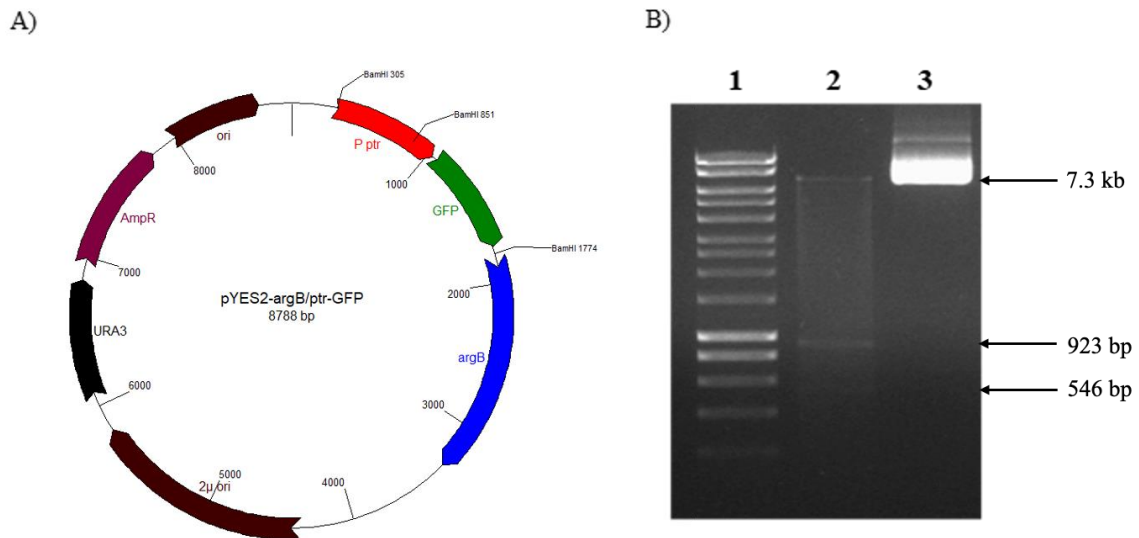 A)
BamHI 305
BamHI 851
P ptr
1000
GFP
BamHI 1774
2000
argB
3000
4000
5000
2µ ori
6000
URA3
7000
AmpR
8000
ori
pYES2-argB/ptr-GFP
8788 bp
B)
1 2 3
7.3 kb
923 bp
546 bp